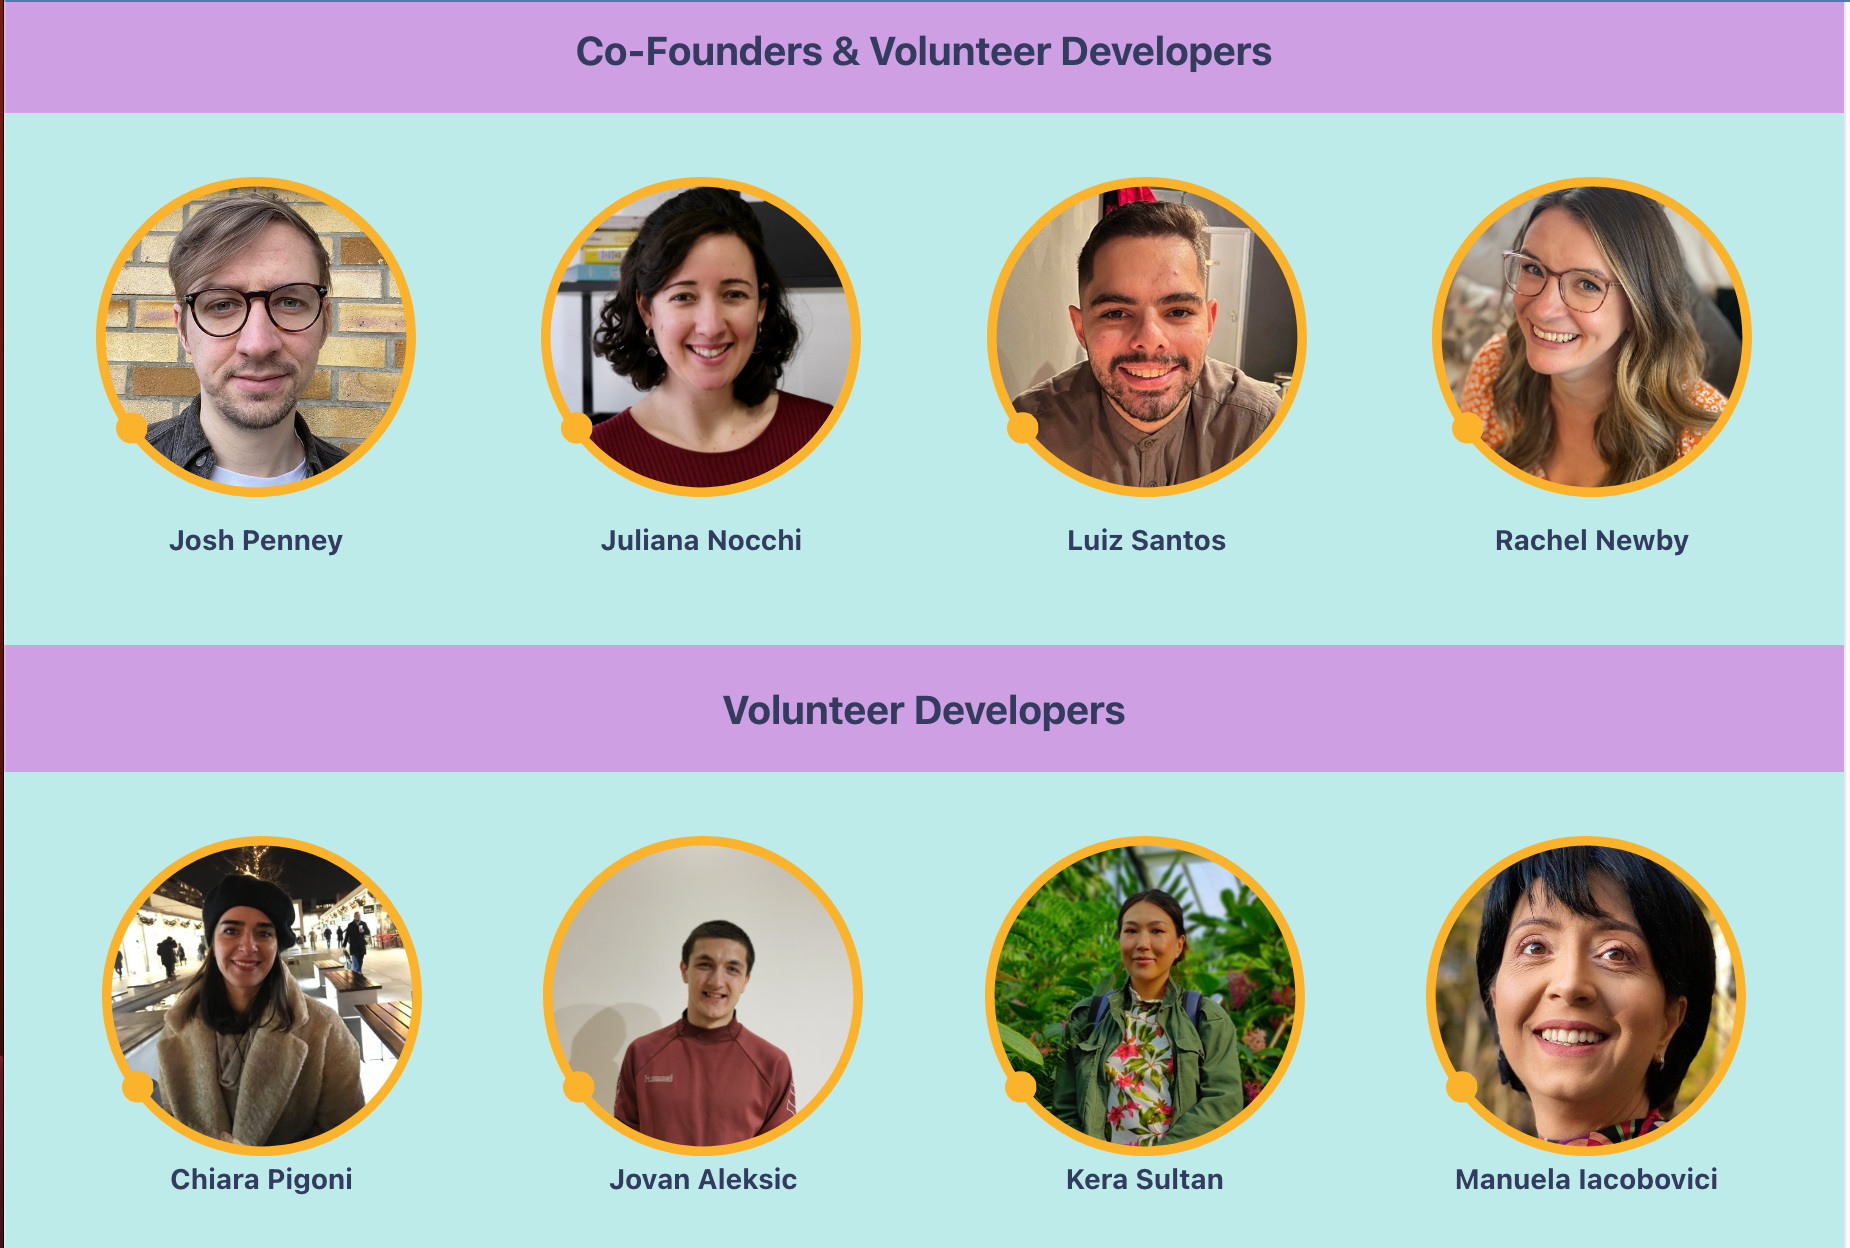 Co-Founders & Volunteer Developers
Josh Penney
Juliana Nocchi
Luiz Santos
Rachel Newby
Volunteer Developers
hummel
Chiara Pigoni
Jovan Aleksic
Kera Sultan
Manuela Iacobovici